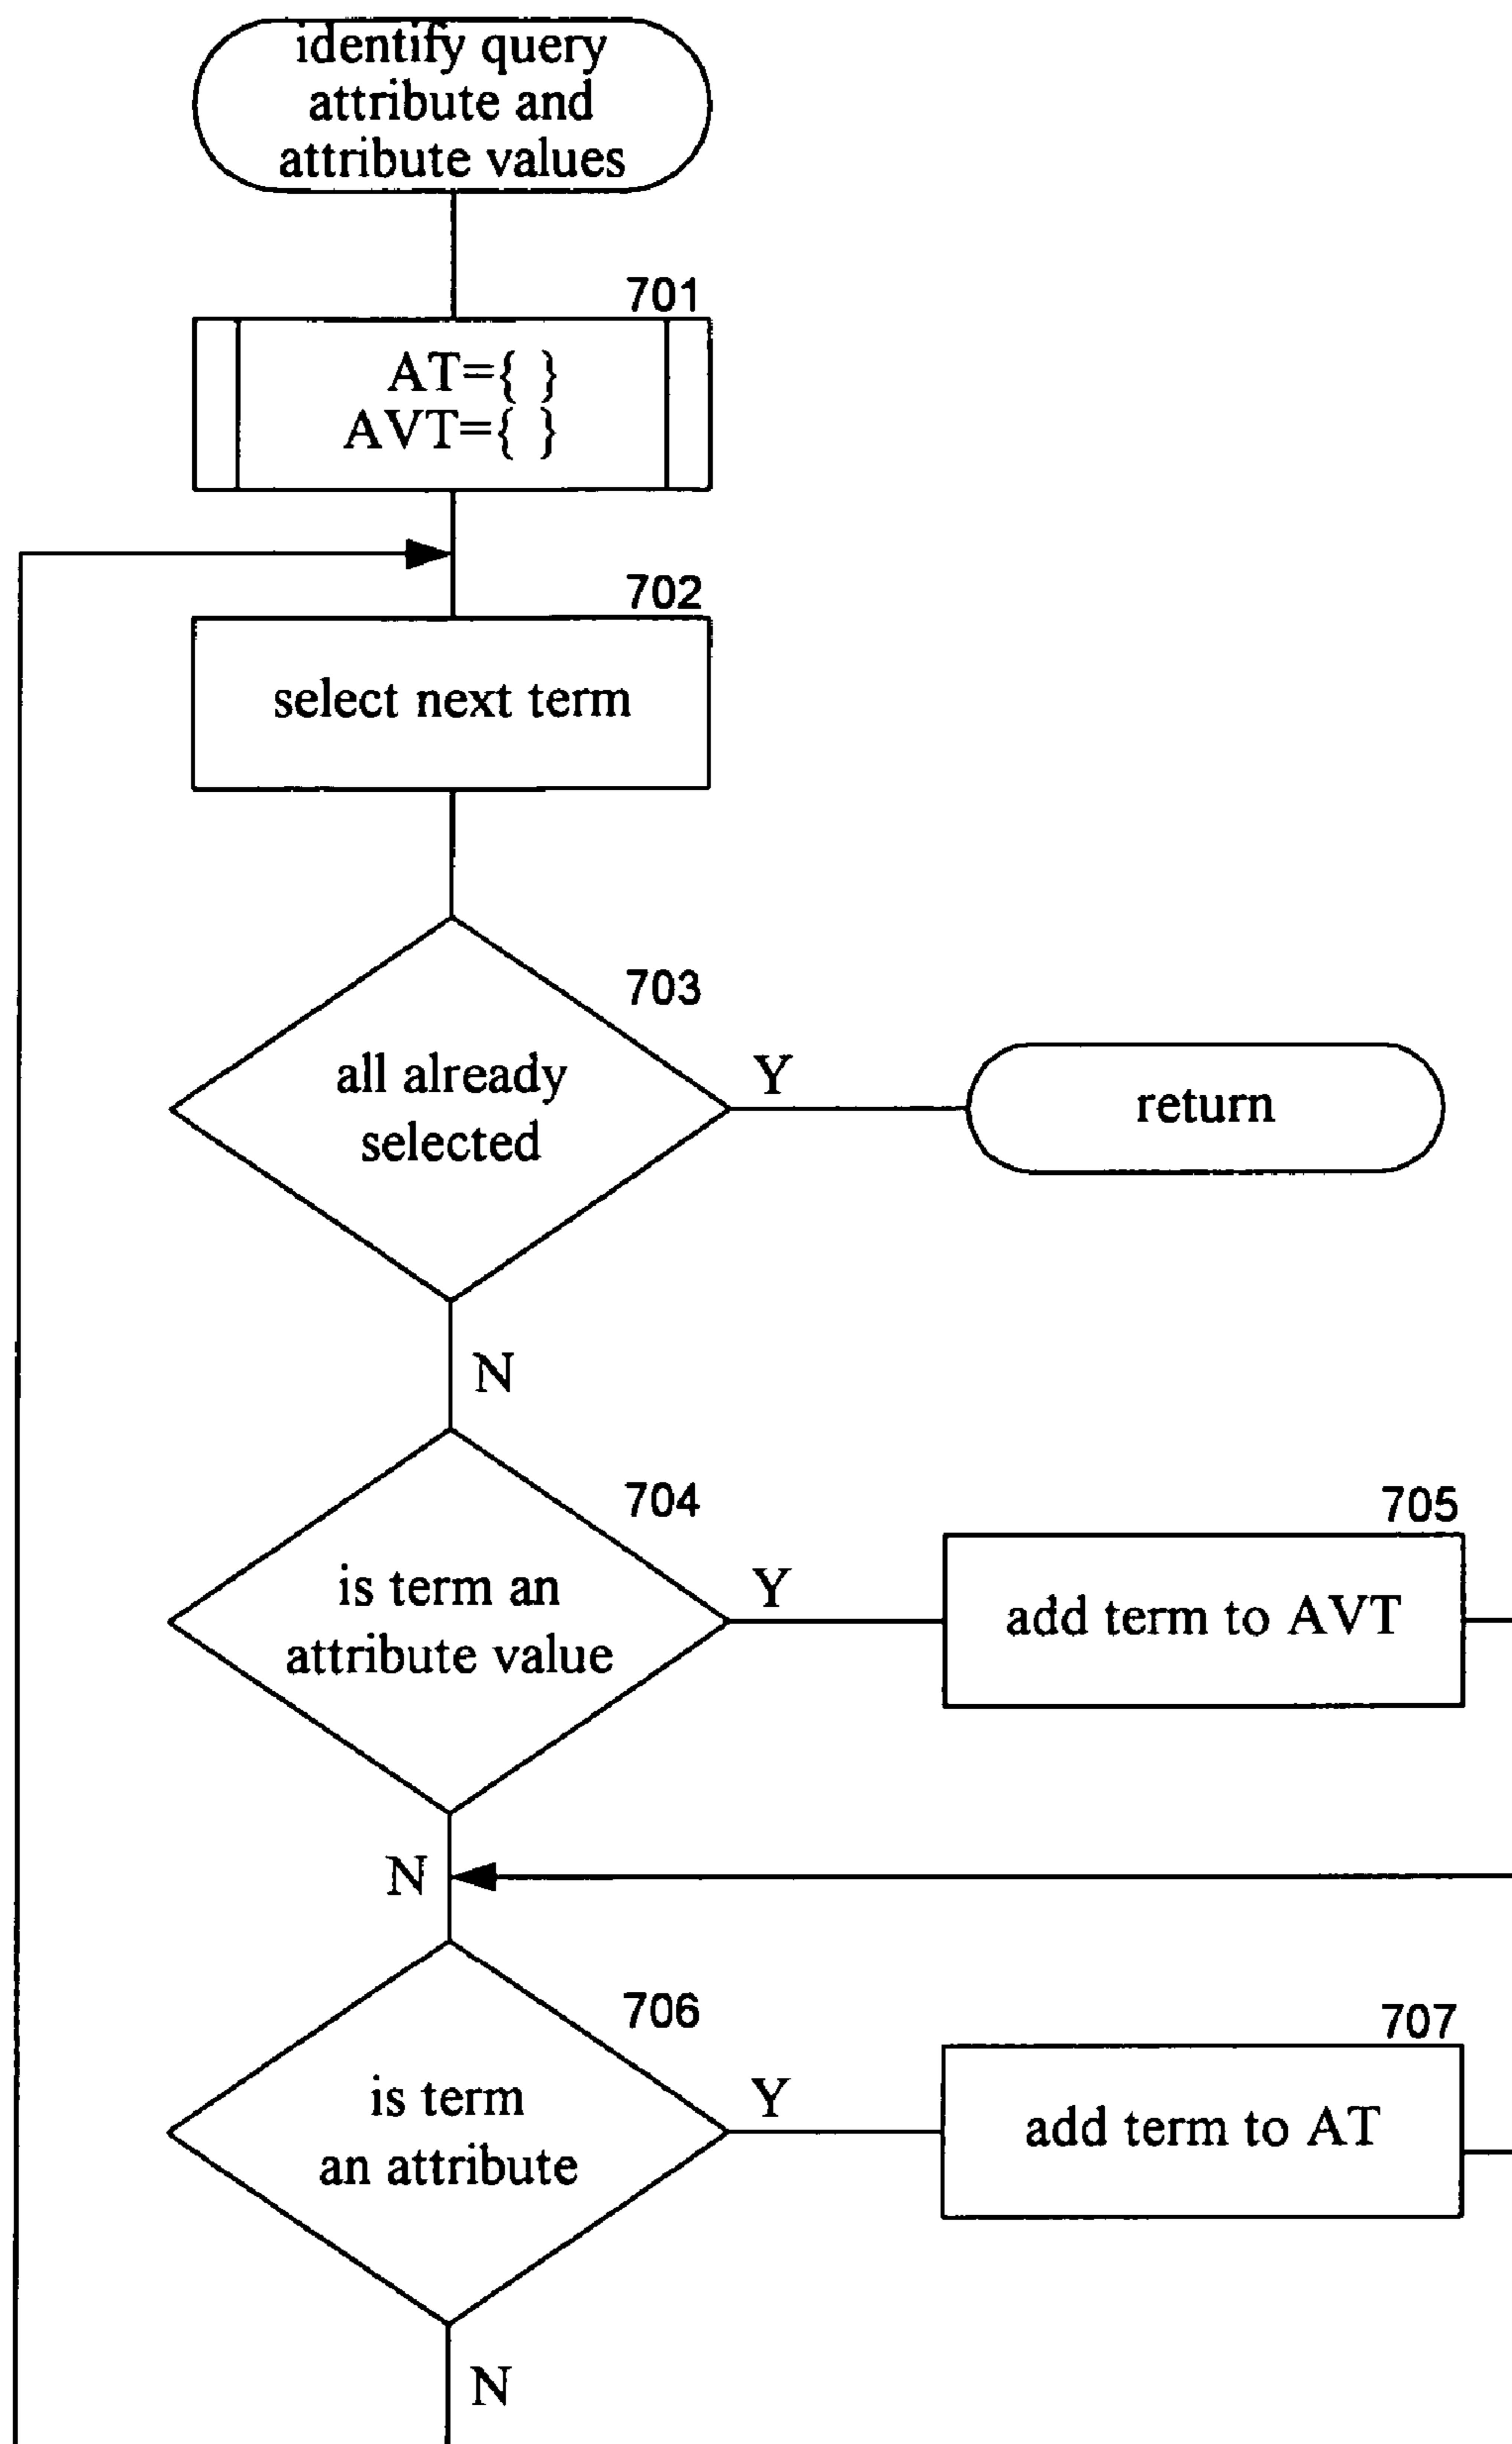 identify query
attribute and
attribute values
701
AT={ }
AVT={ }
702
select next term
703
all already
selected
Y
return
N
704
is term an
attribute value
Y
705
add term to AVT
N
706
is term
an attribute
Y
707
add term to AT
N